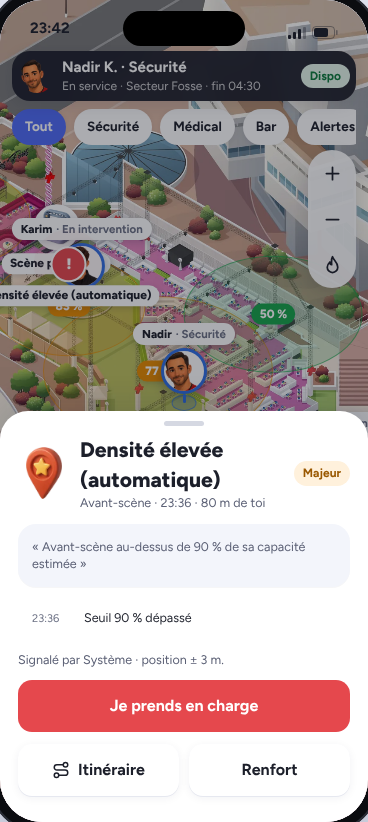 23:42
Nadir K. · Sécurité
En service · Secteur Fosse · fin 04:30
Dispo
Tout
Sécurité
Médical
Bar
Alertes
Karim · En intervention
Scène
!
nsité élevée (automatique)
50 %
Nadir · Sécurité
77
Densité élevée
(automatique)
Majeur
Avant-scène · 23:36 · 80 m de toi
« Avant-scène au-dessus de 90 % de sa capacité
estimée »
23:36 Seuil 90 % dépassé
Signalé par Système · position ± 3 m.
Je prends en charge
Itinéraire
Renfort